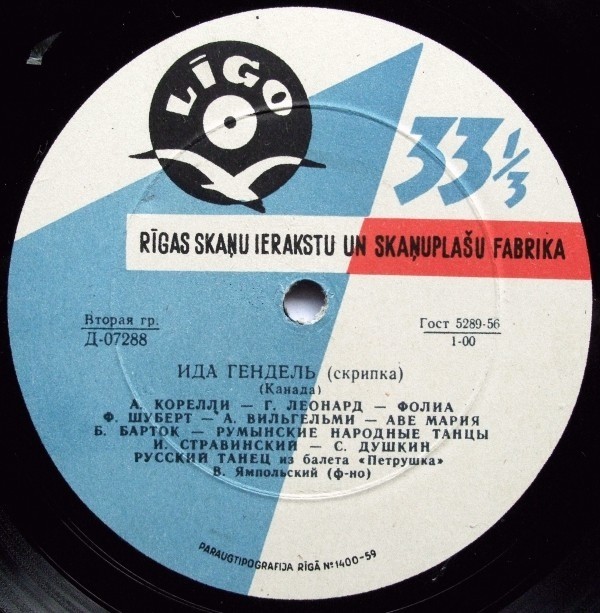 LĪGO
33 1/3
RĪGAS SKAŅU IERAKSTU UN SKAŅUPLAŠU FABRIKA
Вторая гр.
Д-07288
Гост 5289-56
1-00
ИДА ГЕНДЕЛЬ (скрипка)
(Канада)
А. КОРЕЛЛИ — Г. ЛЕОНАРД — ФОЛИА
Ф. ШУБЕРТ — А. ВИЛЬГЕЛЬМИ — АВЕ МАРИЯ
Б. БАРТОК — РУМЫНСКИЕ НАРОДНЫЕ ТАНЦЫ
И. СТРАВИНСКИЙ — С. ДУШКИН
РУССКИЙ ТАНЕЦ из балета «Петрушка»
В. Ямпольский (ф-но)
PARAUGTIPOGRAFIJA RĪGĀ № 1400-59